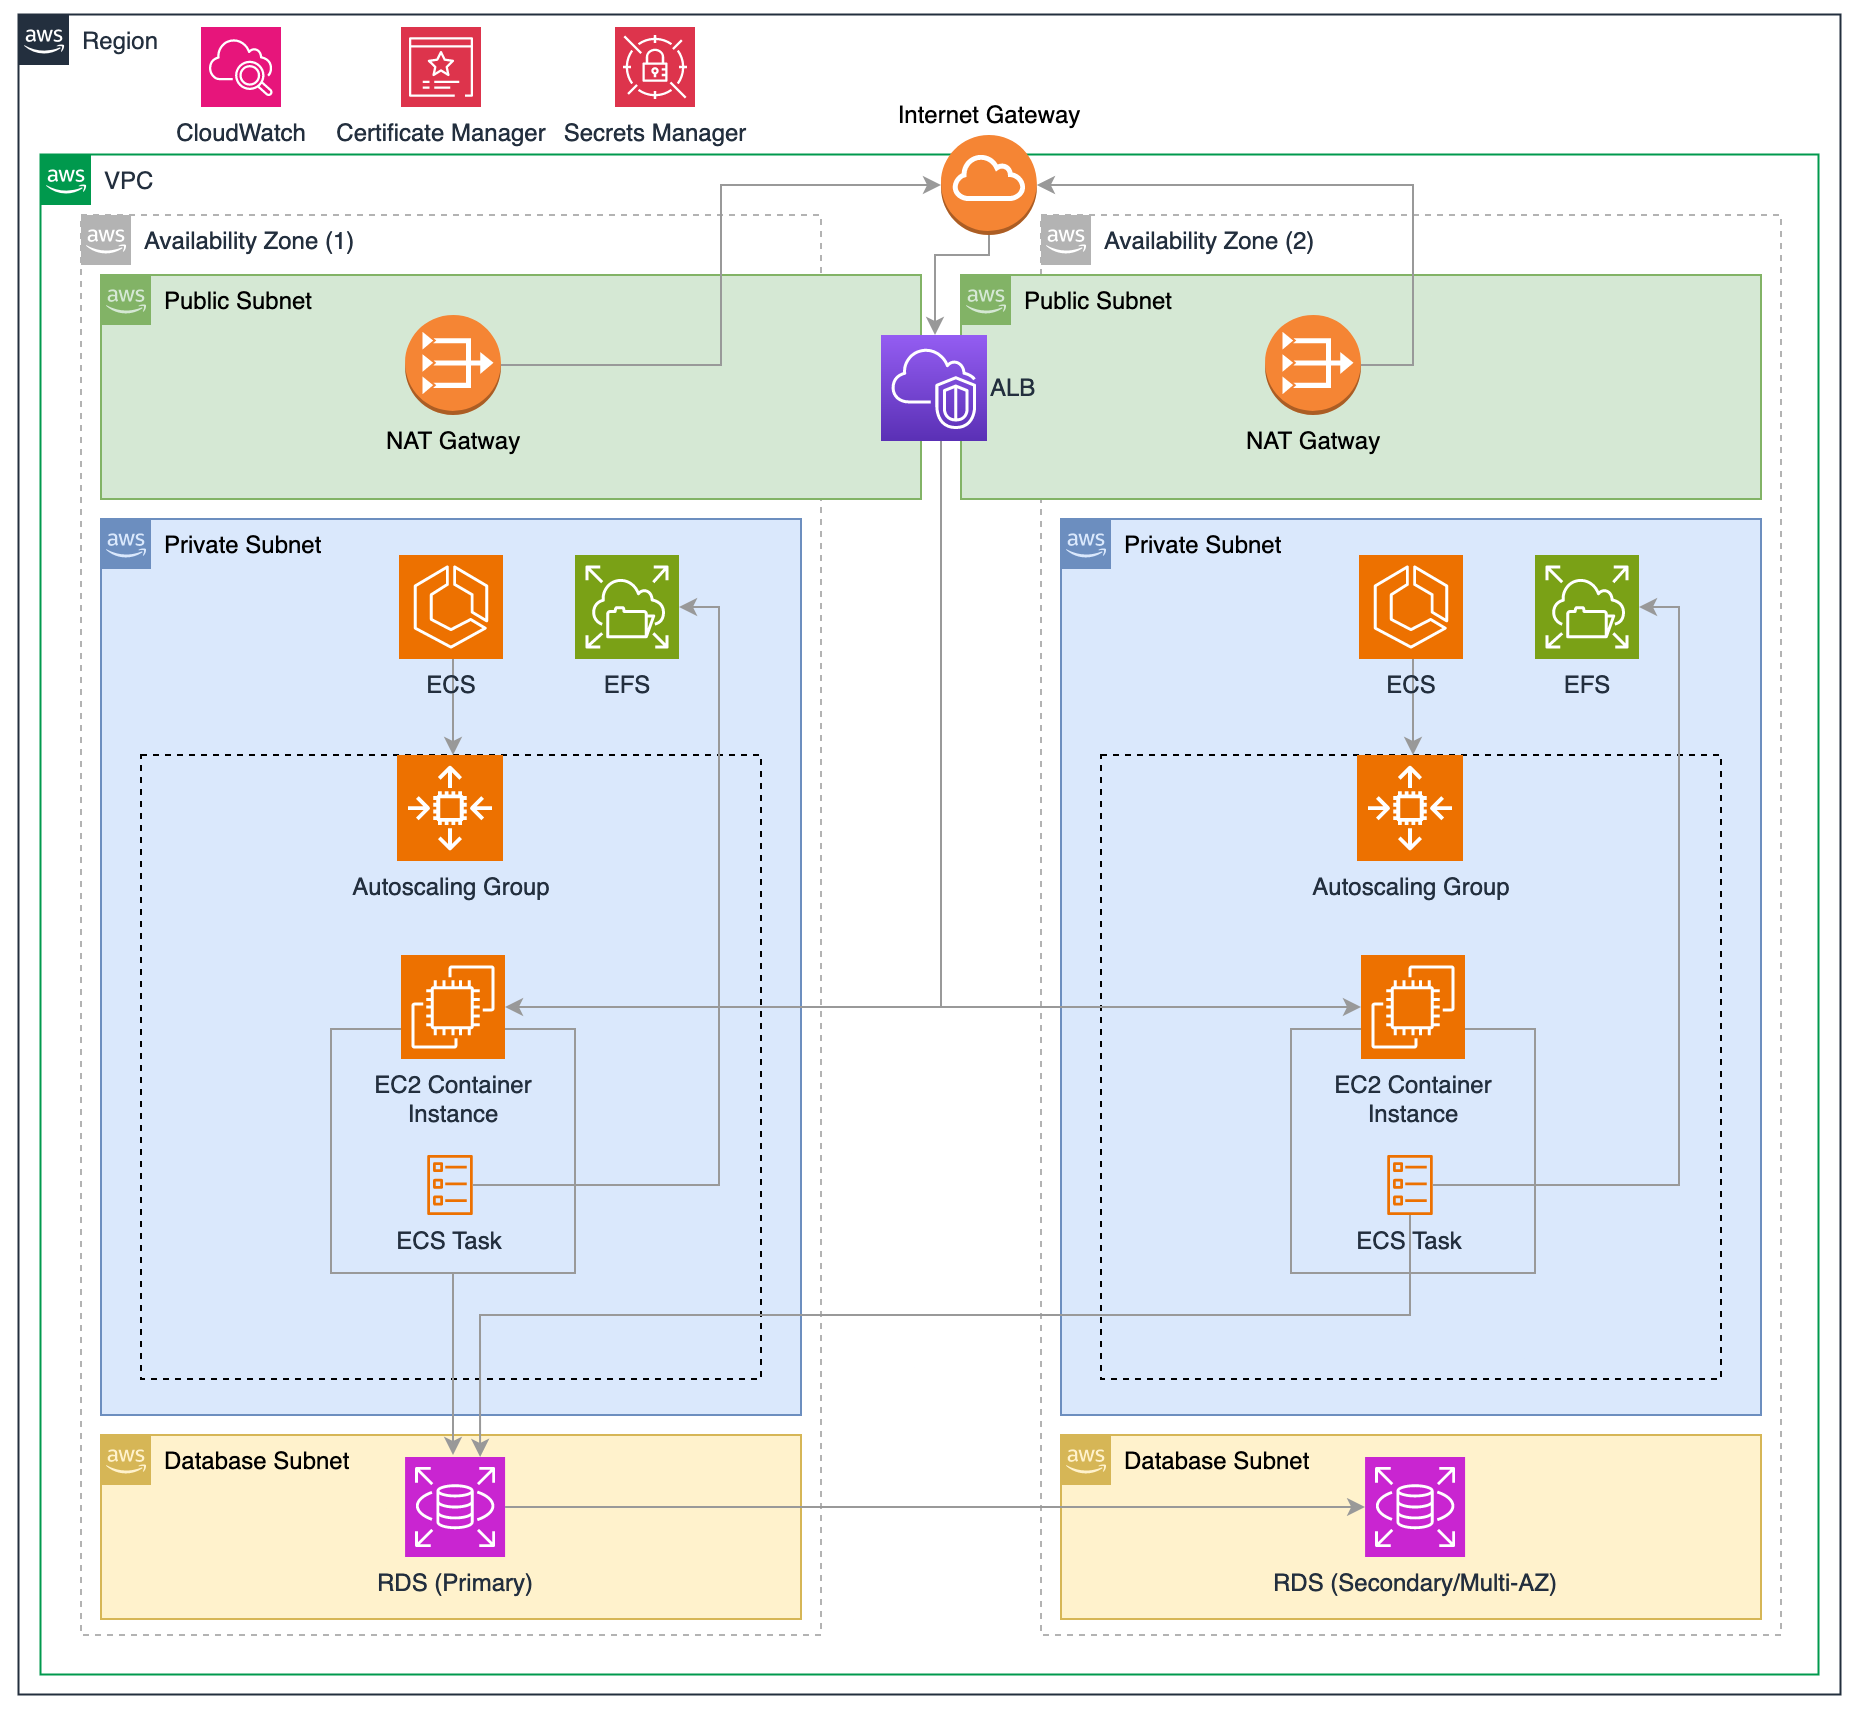 aws
Region
CloudWatch
Certificate Manager
Secrets Manager
Internet Gateway
aws
VPC
aws
Availability Zone (1)
aws
Availability Zone (2)
aws
Public Subnet
aws
Public Subnet
NAT Gatway
ALB
NAT Gatway
aws
Private Subnet
aws
Private Subnet
ECS
EFS
ECS
EFS
Autoscaling Group
Autoscaling Group
EC2 Container
Instance
EC2 Container
Instance
ECS Task
ECS Task
aws
Database Subnet
aws
Database Subnet
RDS (Primary)
RDS (Secondary/Multi-AZ)